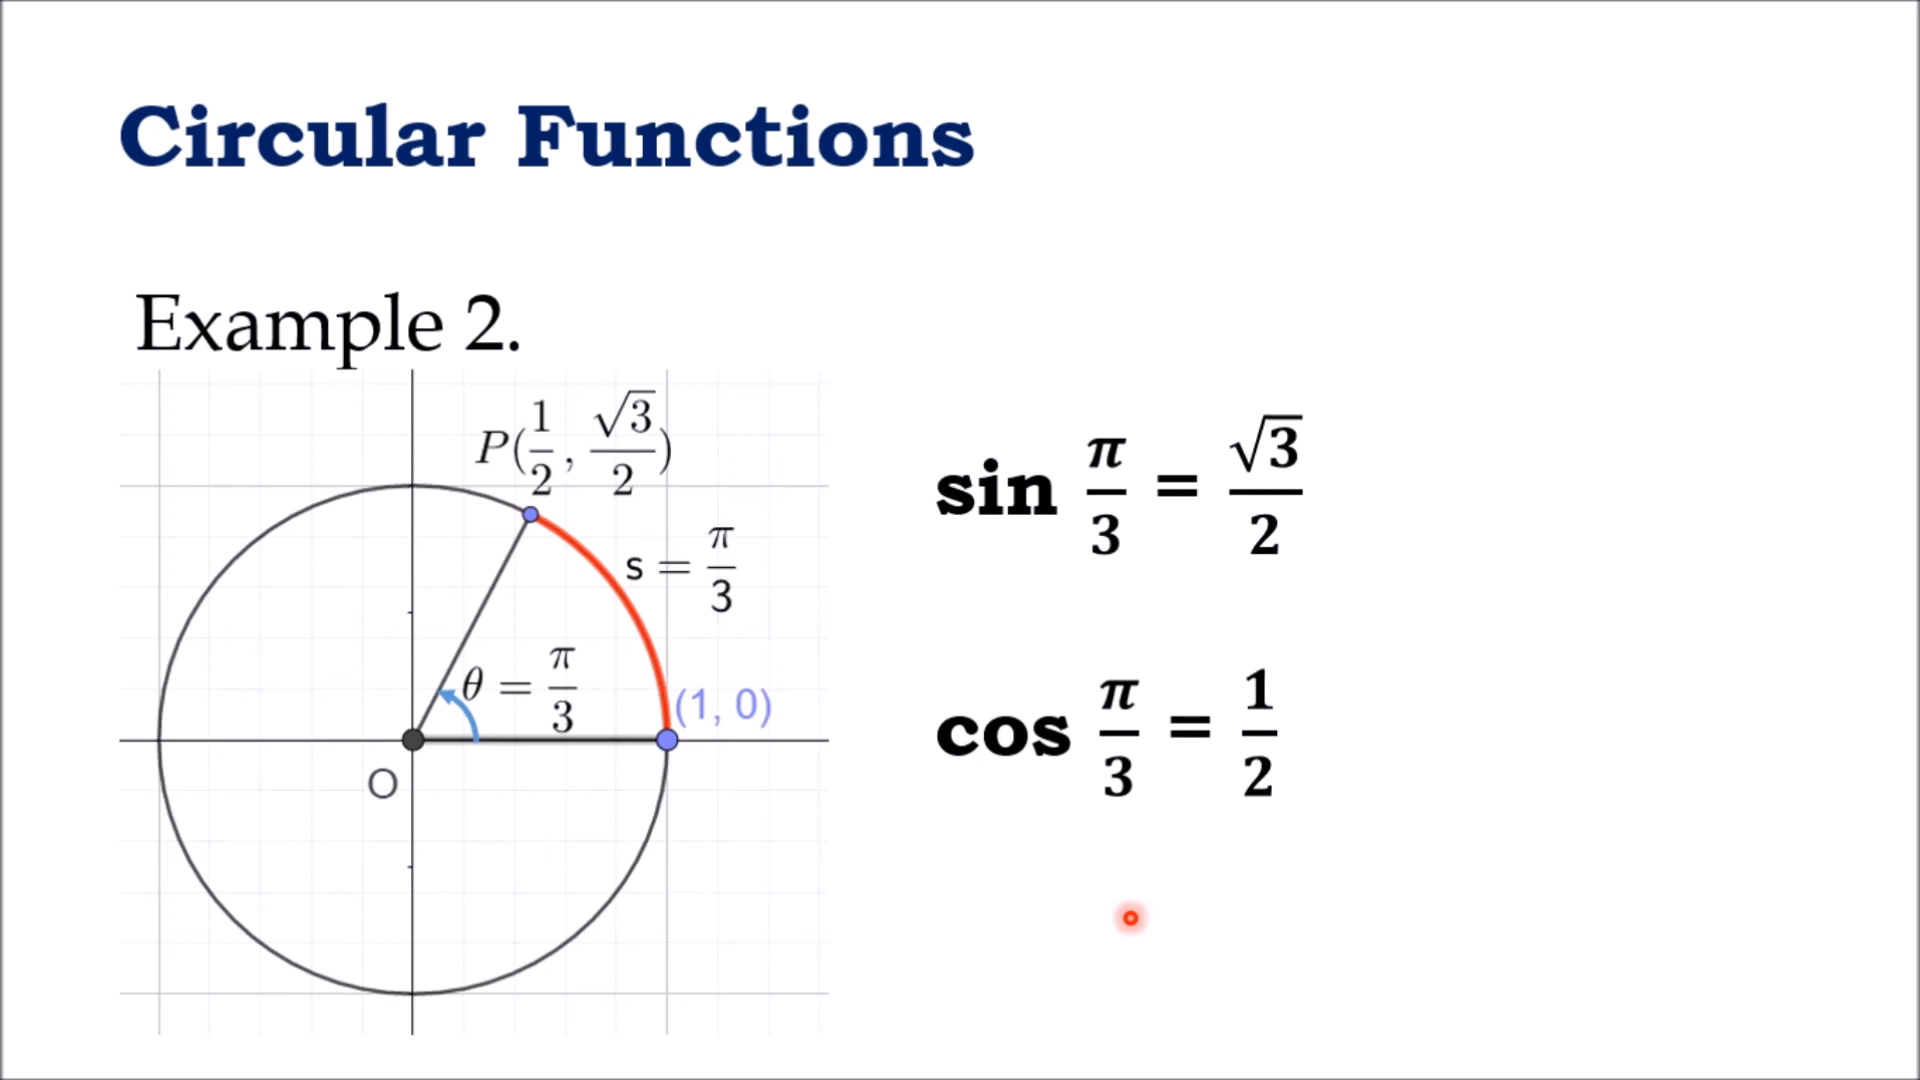 Circular Functions
Example 2.
P(1/2, √3/2)
s = π/3
θ = π/3
(1, 0)
O
sin π/3 = √3/2
cos π/3 = 1/2